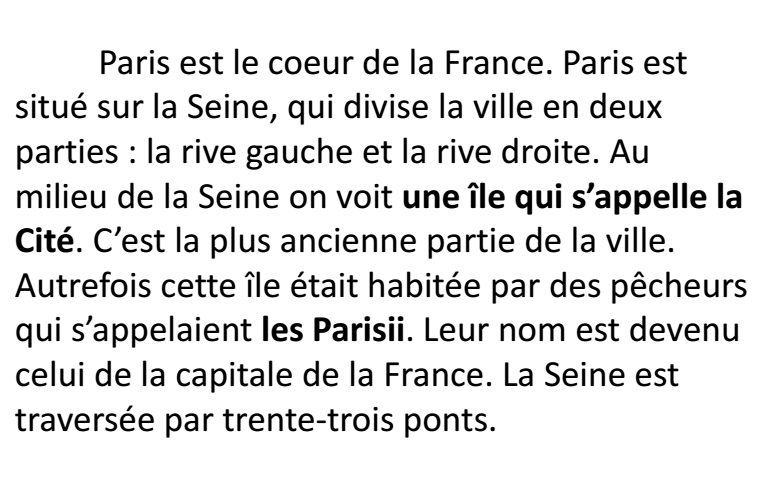 Paris est le coeur de la France. Paris est
situé sur la Seine, qui divise la ville en deux
parties : la rive gauche et la rive droite. Au
milieu de la Seine on voit une île qui s’appelle la
Cité. C’est la plus ancienne partie de la ville.
Autrefois cette île était habitée par des pêcheurs
qui s’appelaient les Parisii. Leur nom est devenu
celui de la capitale de la France. La Seine est
traversée par trente-trois ponts.